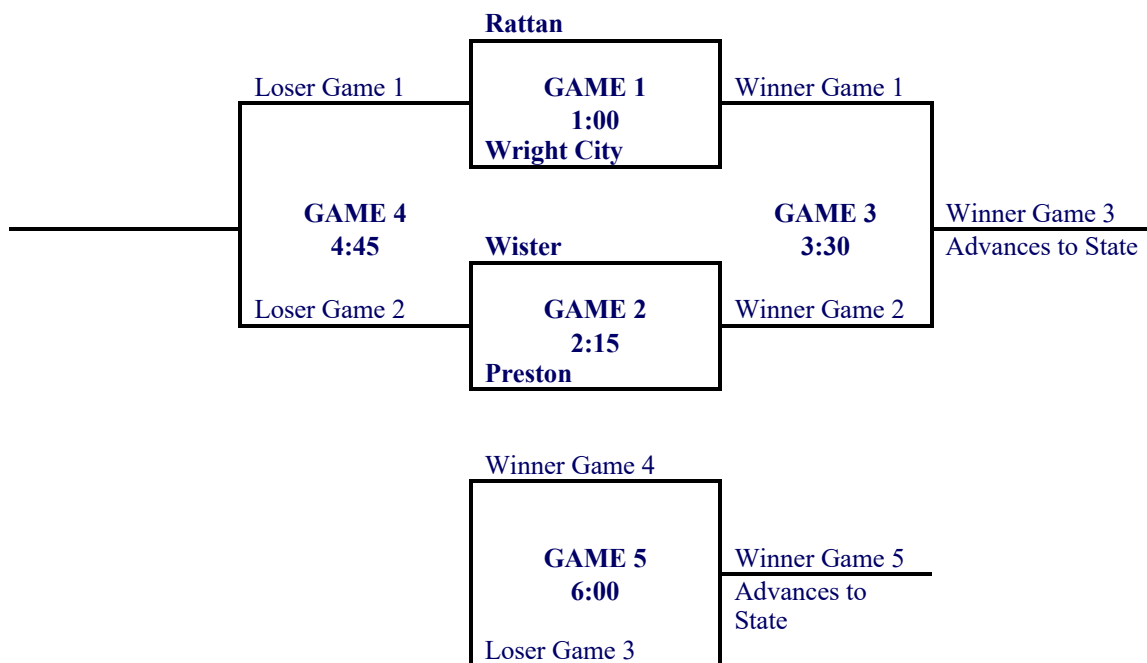 Rattan
Loser Game 1
GAME 1
Winner Game 1
1:00
Wright City
GAME 4
GAME 3
Winner Game 3
4:45
Wister
3:30
Advances to State
Loser Game 2
GAME 2
Winner Game 2
2:15
Preston
Winner Game 4
GAME 5
Winner Game 5
6:00
Advances to
State
Loser Game 3